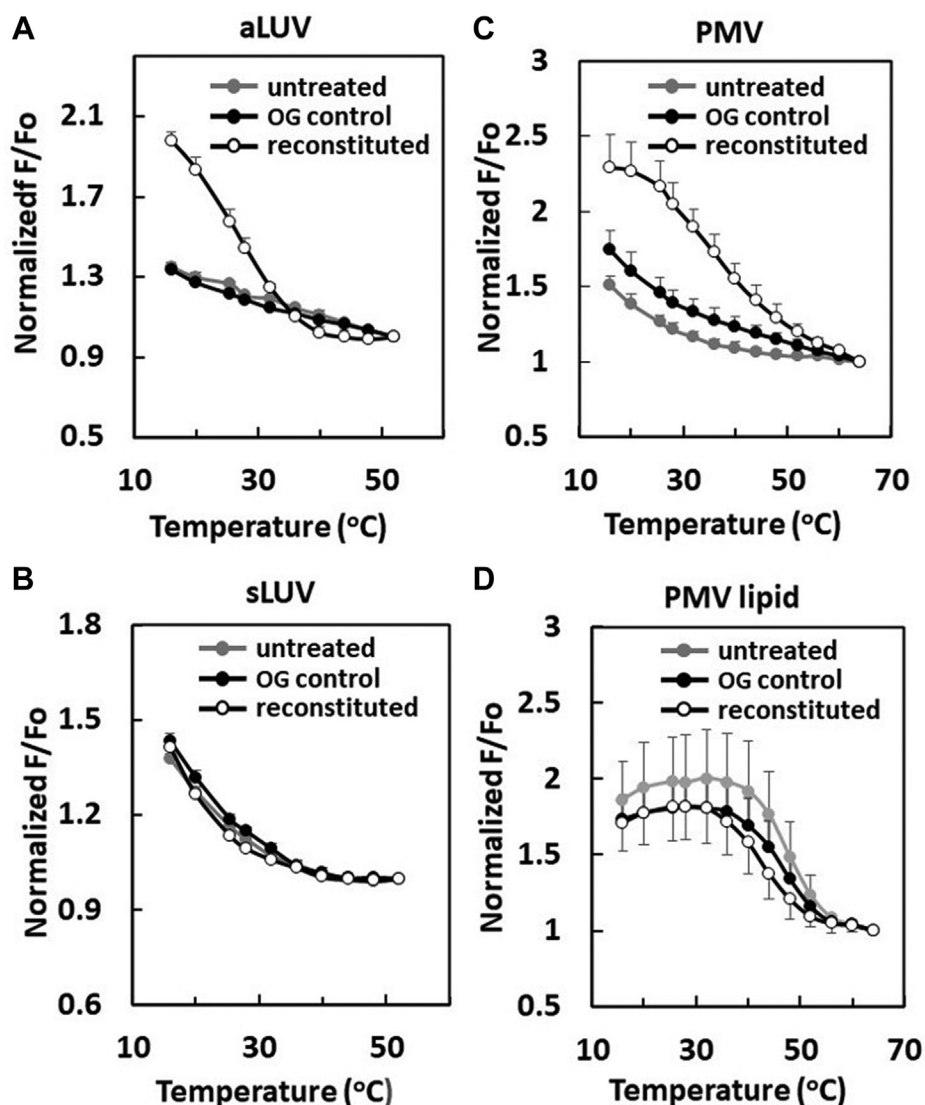 A
aLUV
untreated
OG control
reconstituted
2.1
1.7
1.3
0.9
0.5
Normalizedf F/Fo
10
30
50
Temperature (°C)
B
sLUV
untreated
OG control
reconstituted
1.8
1.5
1.2
0.9
0.6
Normalized F/Fo
10
30
50
Temperature (°C)
C
PMV
untreated
OG control
reconstituted
3
2.5
2
1.5
1
0.5
Normalized F/Fo
10
30
50
70
Temperature (°C)
D
PMV lipid
untreated
OG control
reconstituted
3
2.5
2
1.5
1
0.5
Normalized F/Fo
10
30
50
70
Temperature (°C)